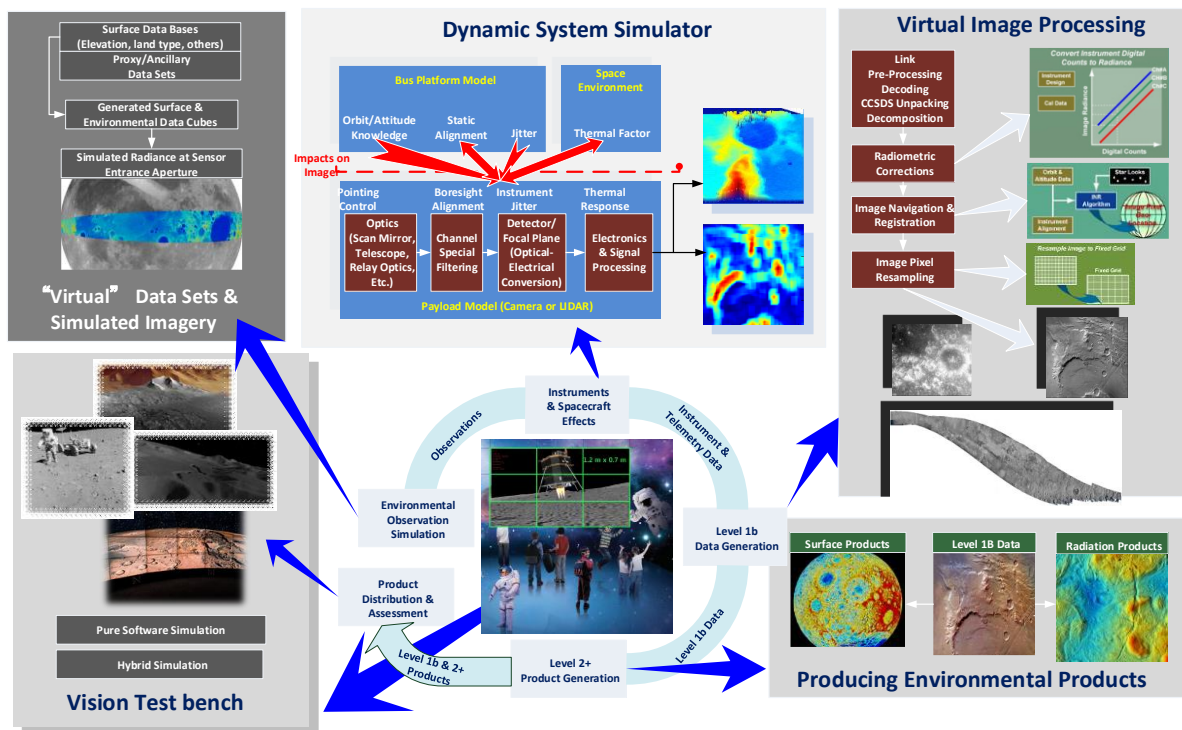 Surface Data Bases
(Elevation, land type, others)
Proxy/Ancillary
Data Sets
Generated Surface &
Environmental Data Cubes
Simulated Radiance at Sensor
Entrance Aperture
“Virtual” Data Sets &
Simulated Imagery
Dynamic System Simulator
Bus Platform Model
Space
Environment
Orbit/Attitude
Knowledge
Static
Alignment
Jitter
Thermal Factor
Impacts on
Imager
Pointing
Control
Boresight
Alignment
Instrument
Jitter
Thermal
Response
Optics
(Scan Mirror,
Telescope,
Relay Optics,
Etc.)
Channel
Special
Filtering
Detector/
Focal Plane
(Optical-
Electrical
Conversion)
Electronics
& Signal
Processing
Payload Model (Camera or LIDAR)
Virtual Image Processing
Link
Pre-Processing
Decoding
CCSDS Unpacking
Decomposition
Radiometric
Corrections
Image Navigation &
Registration
Image Pixel
Resampling
Convert Instrument Digital
Counts to Radiance
Instrument
Design
Cal Data
Image Radiance
Digital Counts
ChA
ChB
ChC
Orbit &
Attitude Data
Star Looks
INR
Algorithm
Instrument
Alignment
Image Pixel
Geo-
Location
Resample Image to Fixed Grid
Fixed Grid
Vision Test bench
Pure Software Simulation
Hybrid Simulation
Instruments
& Spacecraft
Effects
Observations
Instrument &
Telemetry Data
Environmental
Observation
Simulation
1.2 m x 0.7 m
Level 1b
Data Generation
Product
Distribution &
Assessment
Level 1b Data
Level 1b & 2+
Products
Level 2+
Product Generation
Surface Products
Level 1B Data
Radiation Products
Producing Environmental Products